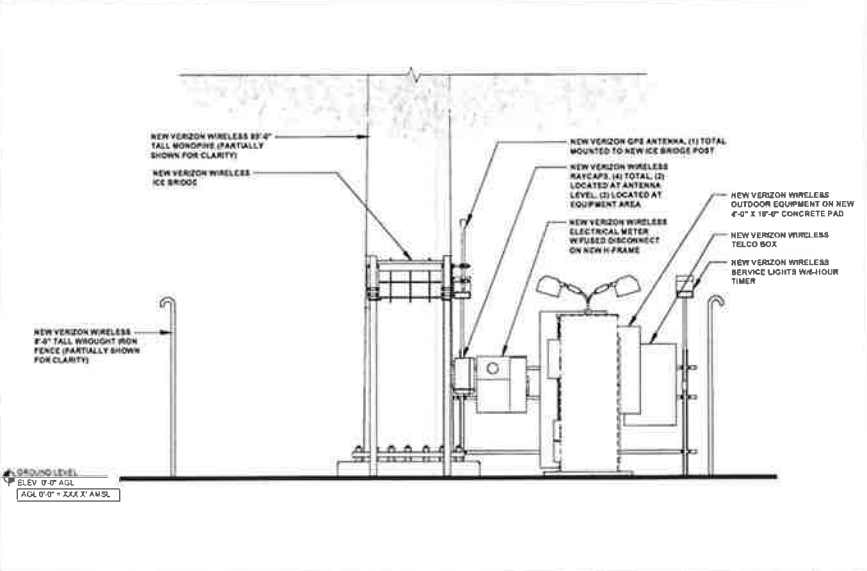 NEW VERIZON WIRELESS 89'-0"
TALL MONOPINE (PARTIALLY
SHOWN FOR CLARITY)
NEW VERIZON WIRELESS
ICE BRIDGE
NEW VERIZON GPS ANTENNA, (1) TOTAL
MOUNTED TO NEW ICE BRIDGE POST
NEW VERIZON WIRELESS
RAYCAPS, (4) TOTAL, (2)
LOCATED AT ANTENNA
LEVEL, (2) LOCATED AT
EQUIPMENT AREA
NEW VERIZON WIRELESS
ELECTRICAL METER
W/FUSED DISCONNECT
ON NEW H-FRAME
NEW VERIZON WIRELESS
OUTDOOR EQUIPMENT ON NEW
CONCRETE PAD
NEW VERIZON WIRELESS
TELCO BOX
NEW VERIZON WIRELESS
SERVICE LIGHTS W/6-HOUR
TIMER
NEW VERIZON WIRELESS
8'-0" TALL WROUGHT IRON
FENCE (PARTIALLY SHOWN
FOR CLARITY)
GROUND LEVEL
ELEV 0'-0" AGL
AGL 0'-0" = XXX X' AMSL